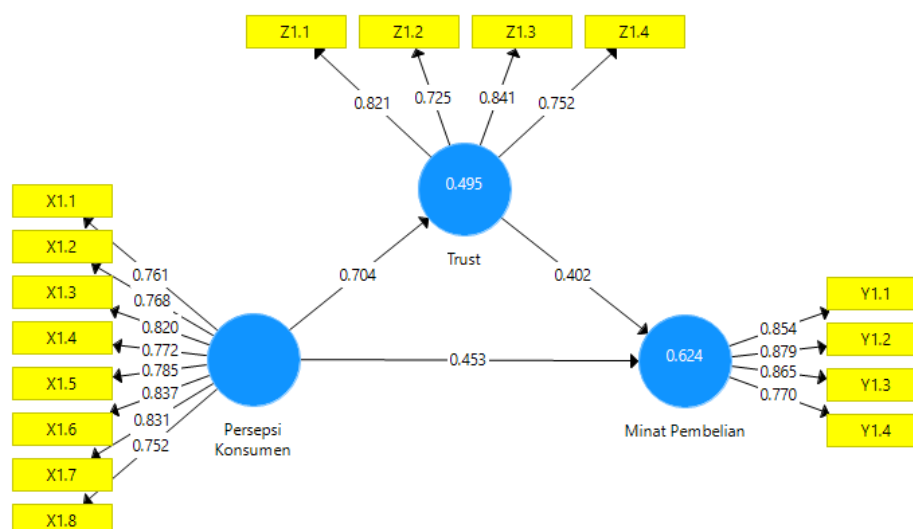 Z1.1 Z1.2 Z1.3 Z1.4
0.821 0.725 0.841 0.752
0.495
Trust
X1.1
X1.2
X1.3
X1.4
X1.5
X1.6
X1.7
X1.8
0.761
0.768
0.820
0.772
0.785
0.837
0.831
0.752
Persepsi
Konsumen
0.704
0.402
0.453
0.624
Minat Pembelian
0.854
0.879
0.865
0.770
Y1.1
Y1.2
Y1.3
Y1.4